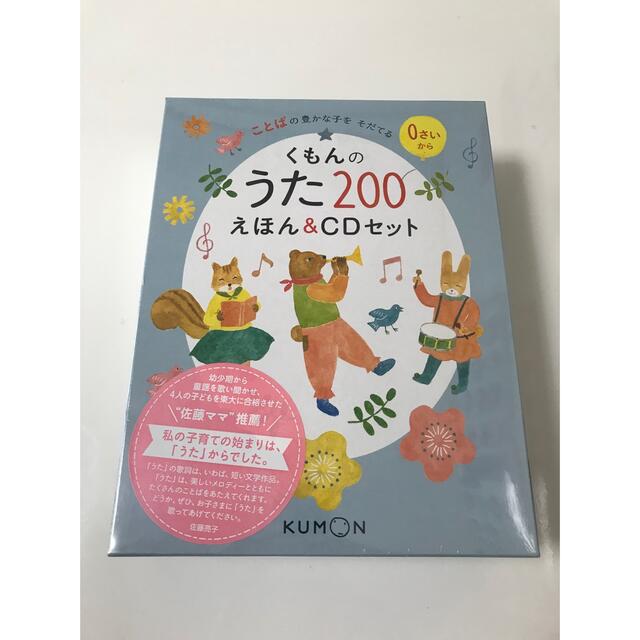 ことばの豊かな子を そだてる
0さい
から
くもんの
うた200
えほん&CDセット
幼少期から
童謡を歌い聞かせ、
4人の子どもを東大に合格させた
"佐藤ママ"推薦!
私の子育ての始まりは、
「うた」からでした。
「うた」の歌詞は、いわば、短い文学作品。
「うた」は、美しいメロディーとともに
たくさんのことばをあたえてくれます。
どうか、ぜひ、お子さまに「うた」を
歌ってあげてください。
佐藤亮子
KUMON